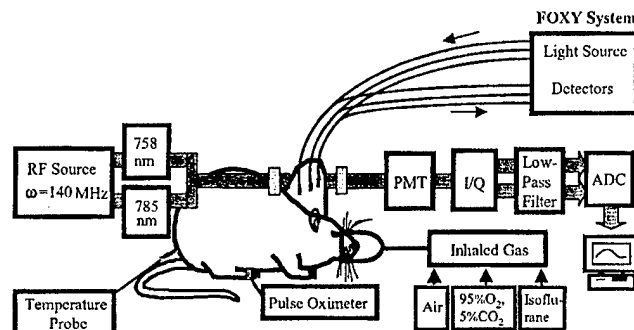 FOXY System
Light Source
Detectors
758
nm
RF Source
ω=140 MHz
785
nm
PMT
I/Q
Low-
Pass
Filter
ADC
Inhaled Gas
Temperature
Probe
Pulse Oximeter
Air
95%O₂,
5%CO2
Isoflu-
rane